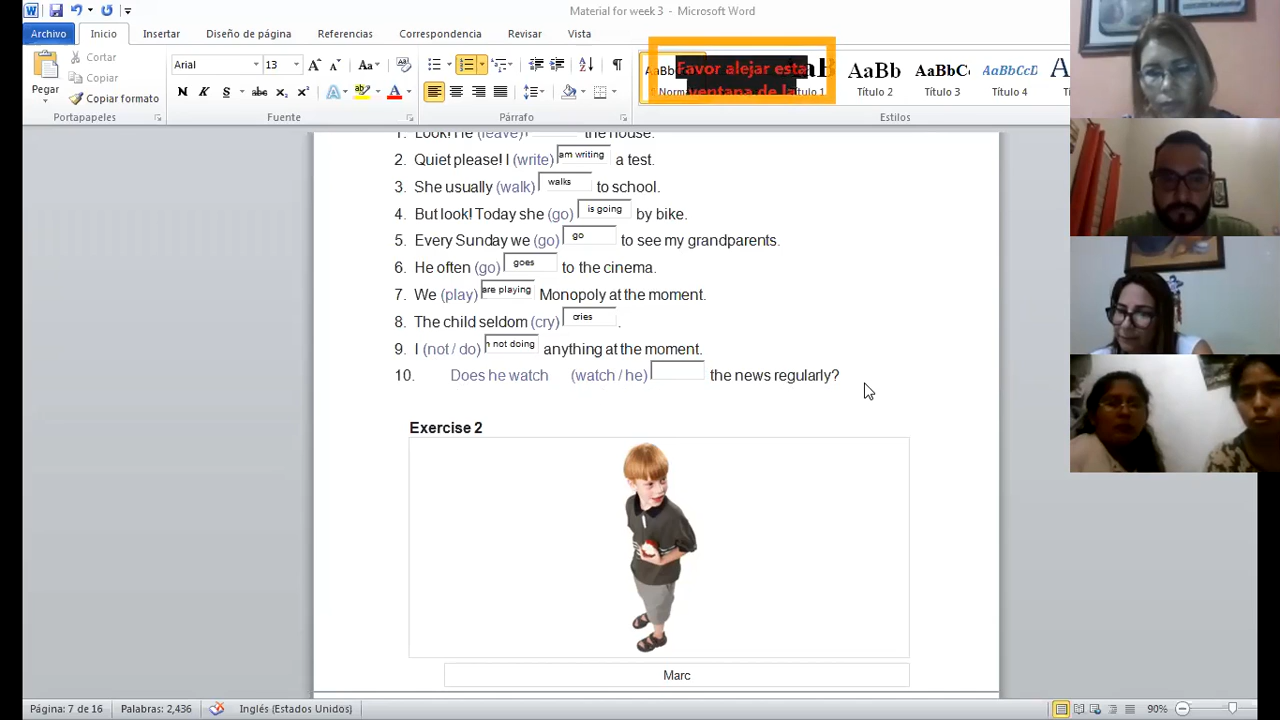 Material for week 3 - Microsoft Word
Archivo Inicio Insertar Diseño de página Referencias Correspondencia Revisar Vista
Cortar
Copiar
Copiar formato
Pegar
Portapapeles
Arial 13
Fuente
Párrafo
Favor alejar esta
ventana de la
Título 2
Título 3
Título 4
Estilos
1. Look! He (leave) the house.
2. Quiet please! I (write) am writing a test.
3. She usually (walk) walks to school.
4. But look! Today she (go) is going by bike.
5. Every Sunday we (go) go to see my grandparents.
6. He often (go) goes to the cinema.
7. We (play) are playing Monopoly at the moment.
8. The child seldom (cry) cries .
9. I (not / do) not doing anything at the moment.
10. Does he watch (watch / he) the news regularly?
Exercise 2
Marc
Página: 7 de 16 Palabras: 2,436 Inglés (Estados Unidos) 90%